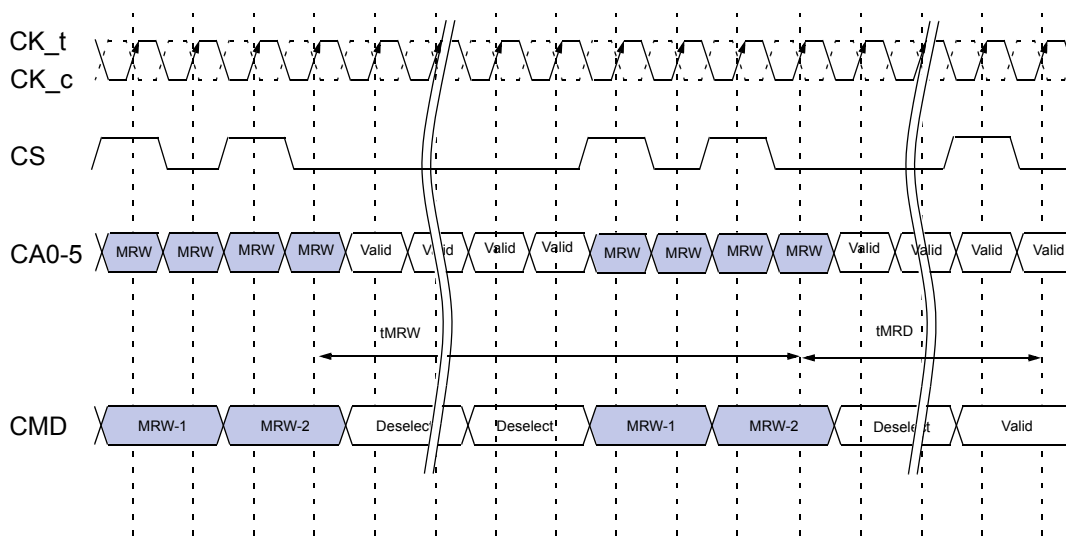 CK_t
CK_c
CS
CA0-5 MRW MRW MRW MRW Valid Valid Valid Valid MRW MRW MRW MRW Valid Valid Valid Valid
tMRW tMRD
CMD MRW-1 MRW-2 Deselect Deselect MRW-1 MRW-2 Deselect Valid